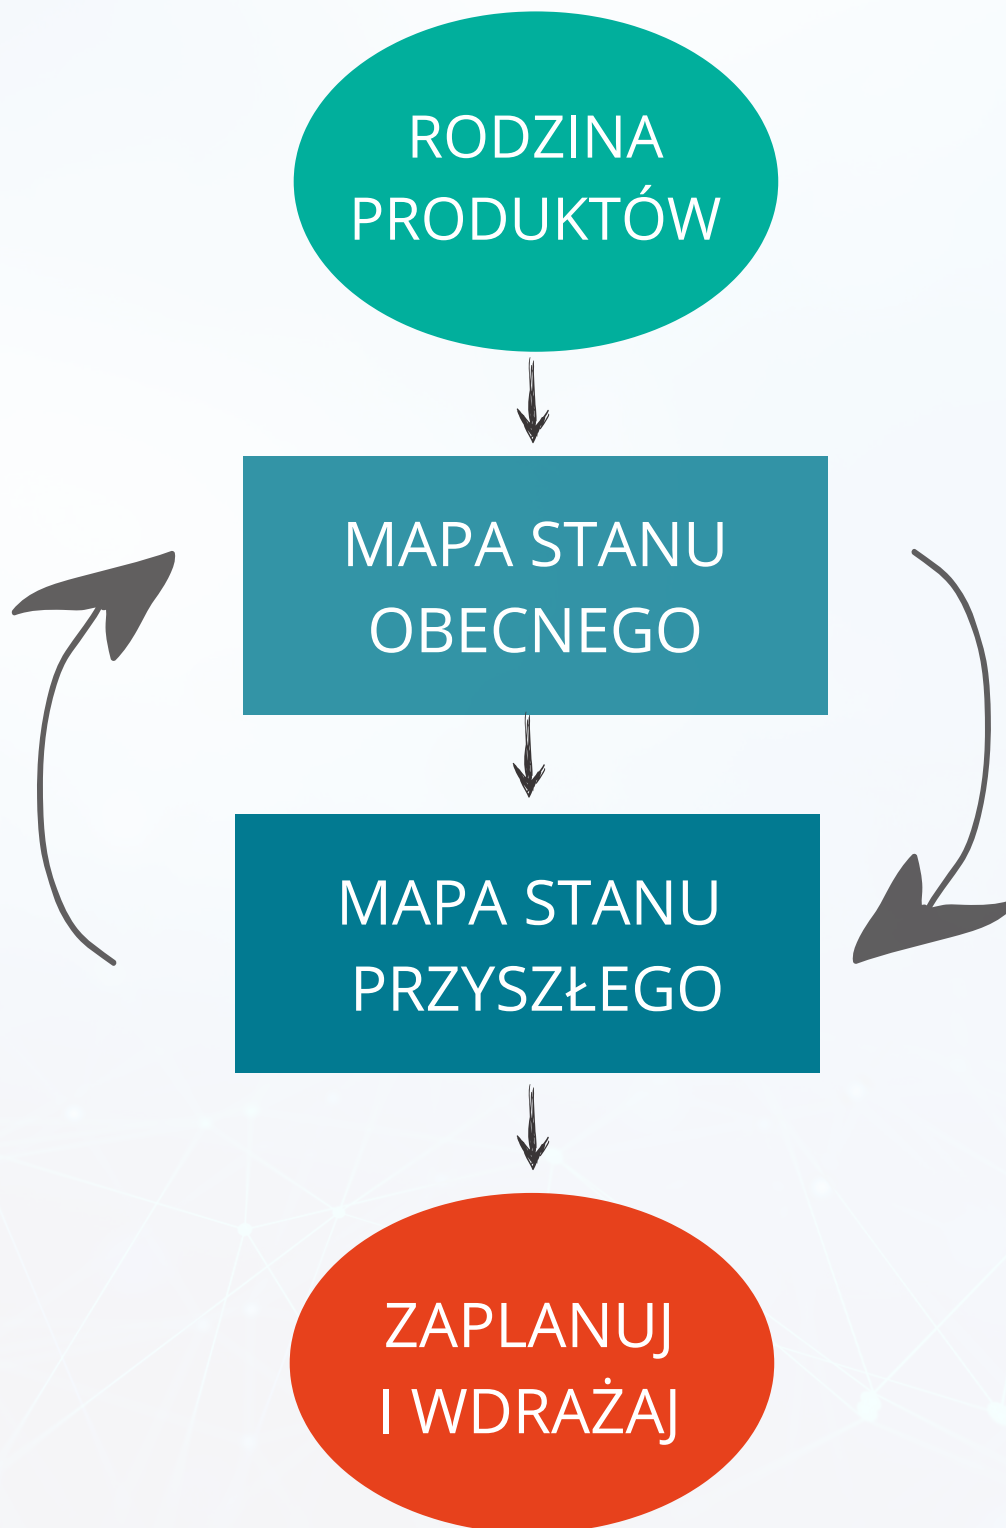 RODZINA
PRODUKTÓW
MAPA STANU
OBECNEGO
MAPA STANU
PRZYSZŁEGO
ZAPLANUJ
I WDRAŻAJ